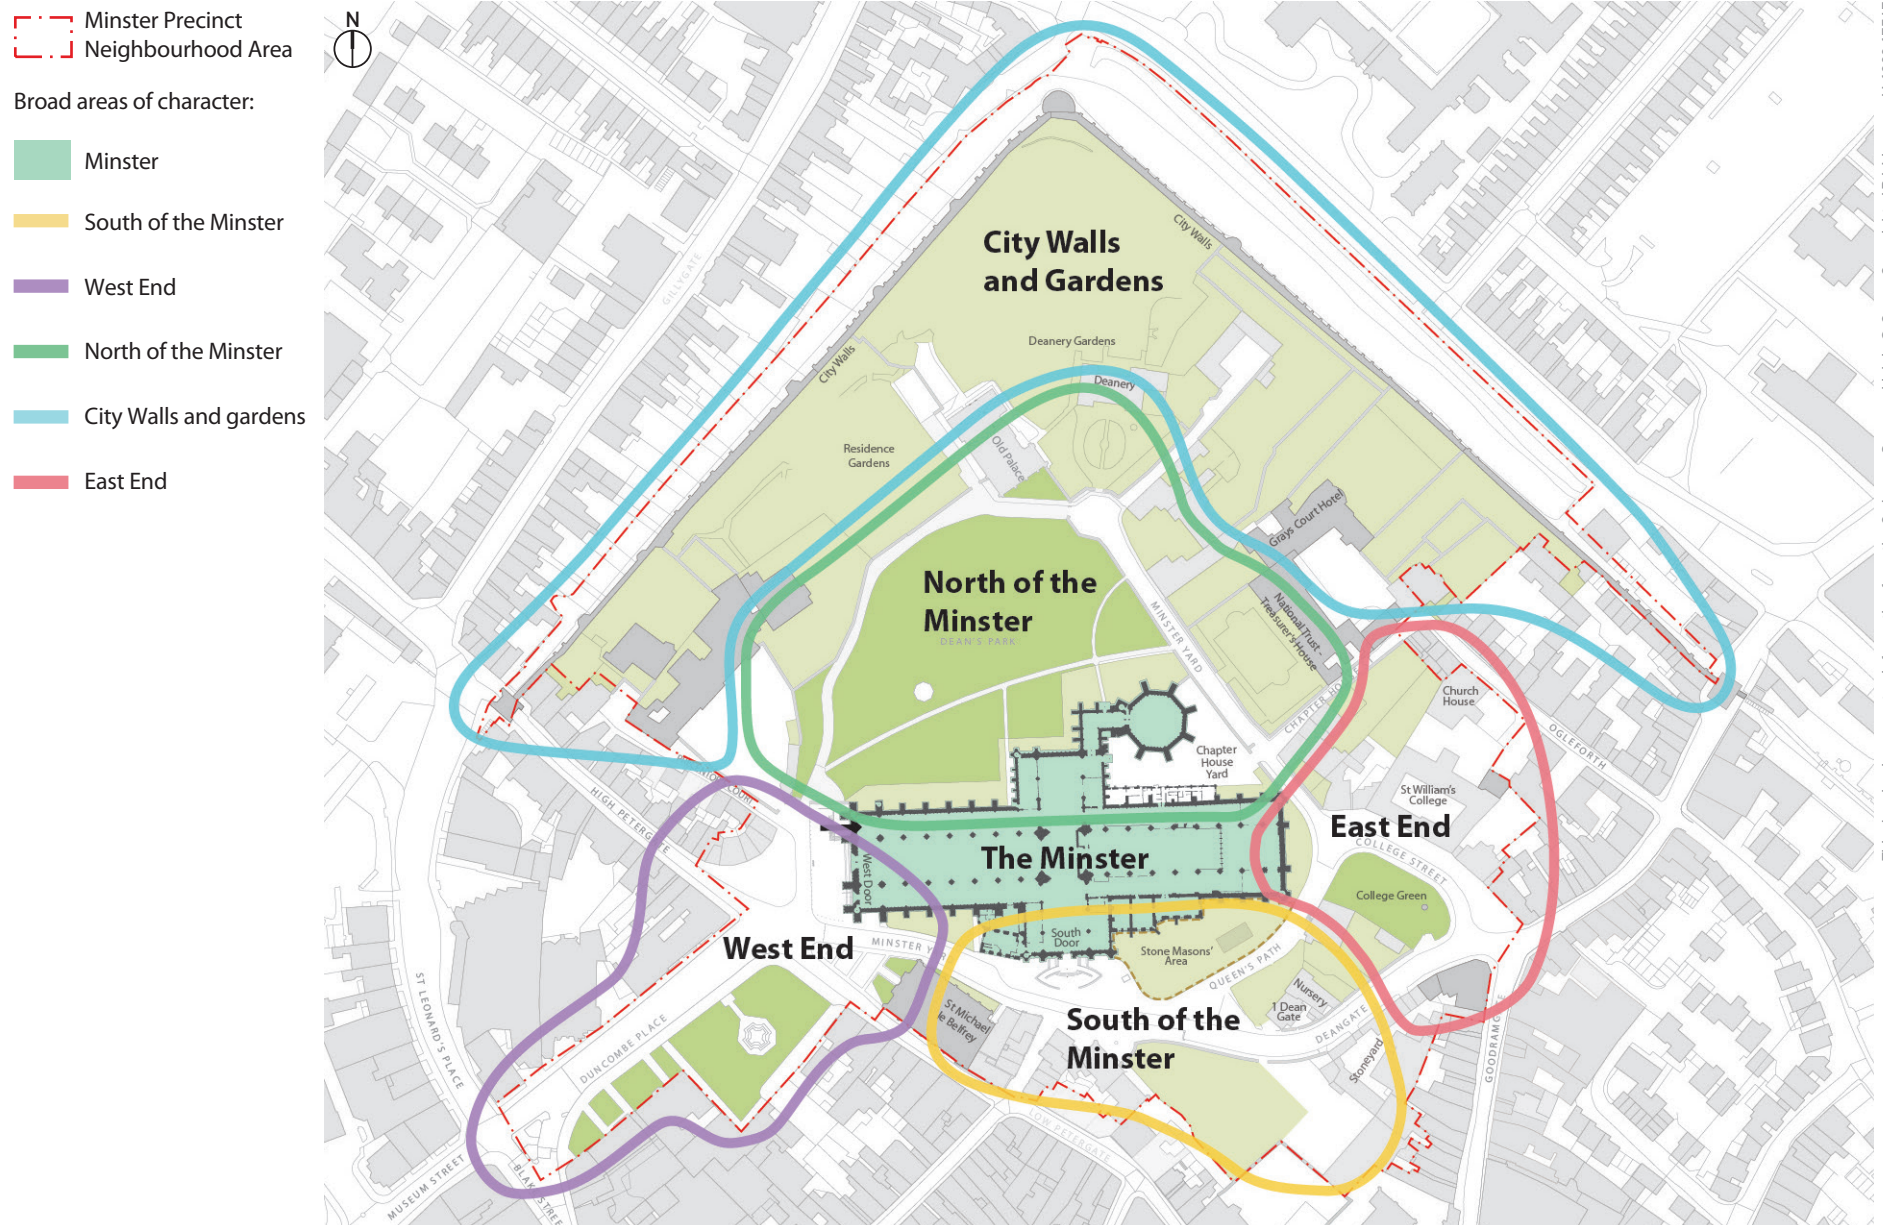 Minster Precinct
Neighbourhood Area
Broad areas of character:
Minster
South of the Minster
West End
North of the Minster
City Walls and gardens
East End
N
City Walls
and Gardens
City Walls
City Walls
GILLYGATE
Deanery Gardens
Deanery
Old Palace
Residence
Gardens
Grays Court Hotel
National Trust -
Treasurer's House
North of the
Minster
DEAN'S PARK
MINSTER YARD
Church
House
OGLEFORTH
Chapter
House
Yard
St William's
College
East End
COLLEGE STREET
College Green
HIGH PETERGATE
The Minster
West Door
South
Door
Stone Masons'
Area
QUEEN'S PATH
Nursery
1 Dean
Gate
DEANGATE
Stoneyard
West End
MINSTER
St Michael
le Belfrey
South of the
Minster
LOW PETERGATE
DUNCOMBE PLACE
ST LEONARD'S PLACE
MUSEUM STREET